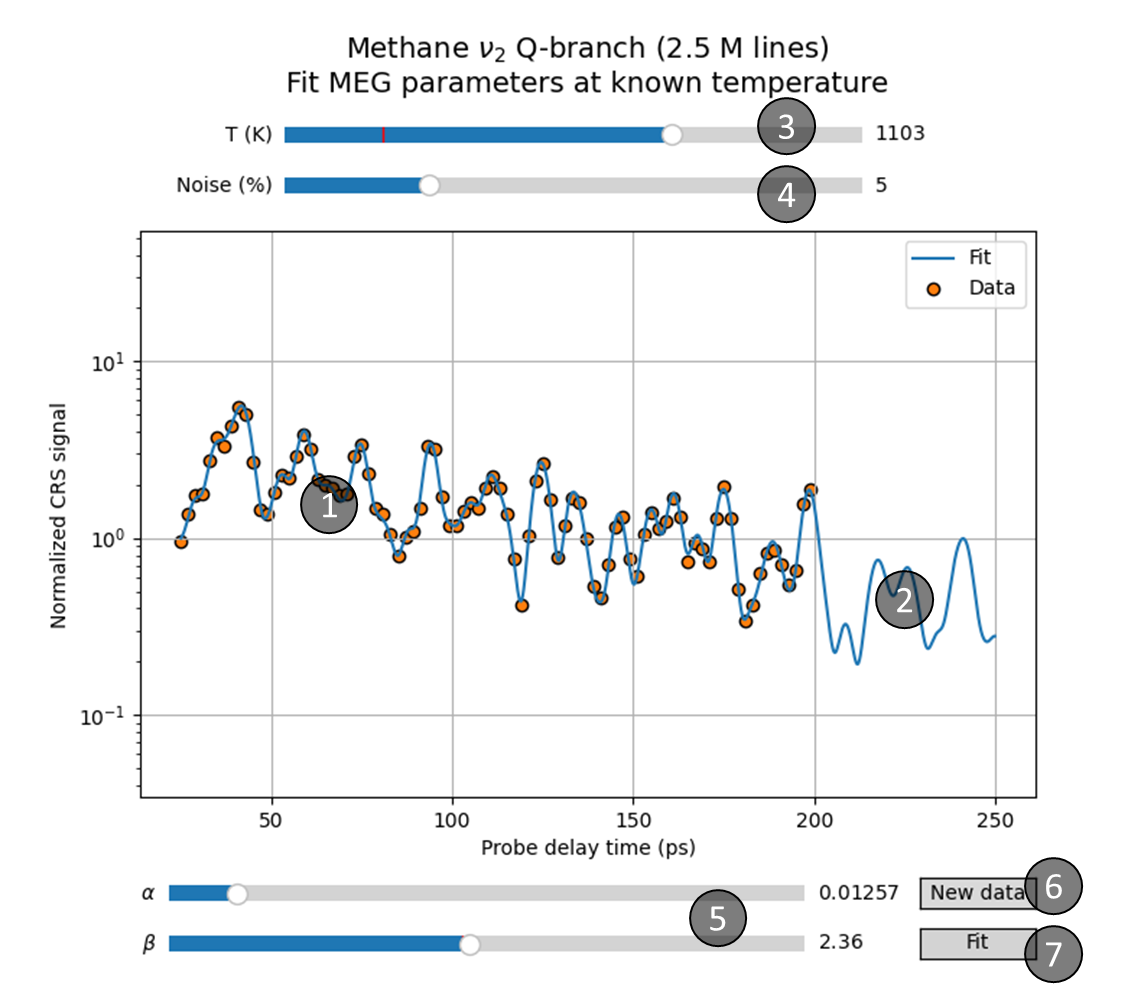 Methane ν₂ Q-branch (2.5 M lines)
Fit MEG parameters at known temperature
T (K) 3 1103
Noise (%) 4 5
Fit
Data
10¹
10⁰
10⁻¹
Normalized CRS signal
1
2
50 100 150 200 250
Probe delay time (ps)
α 0.01257 New data 6
5
β 2.36 Fit 7